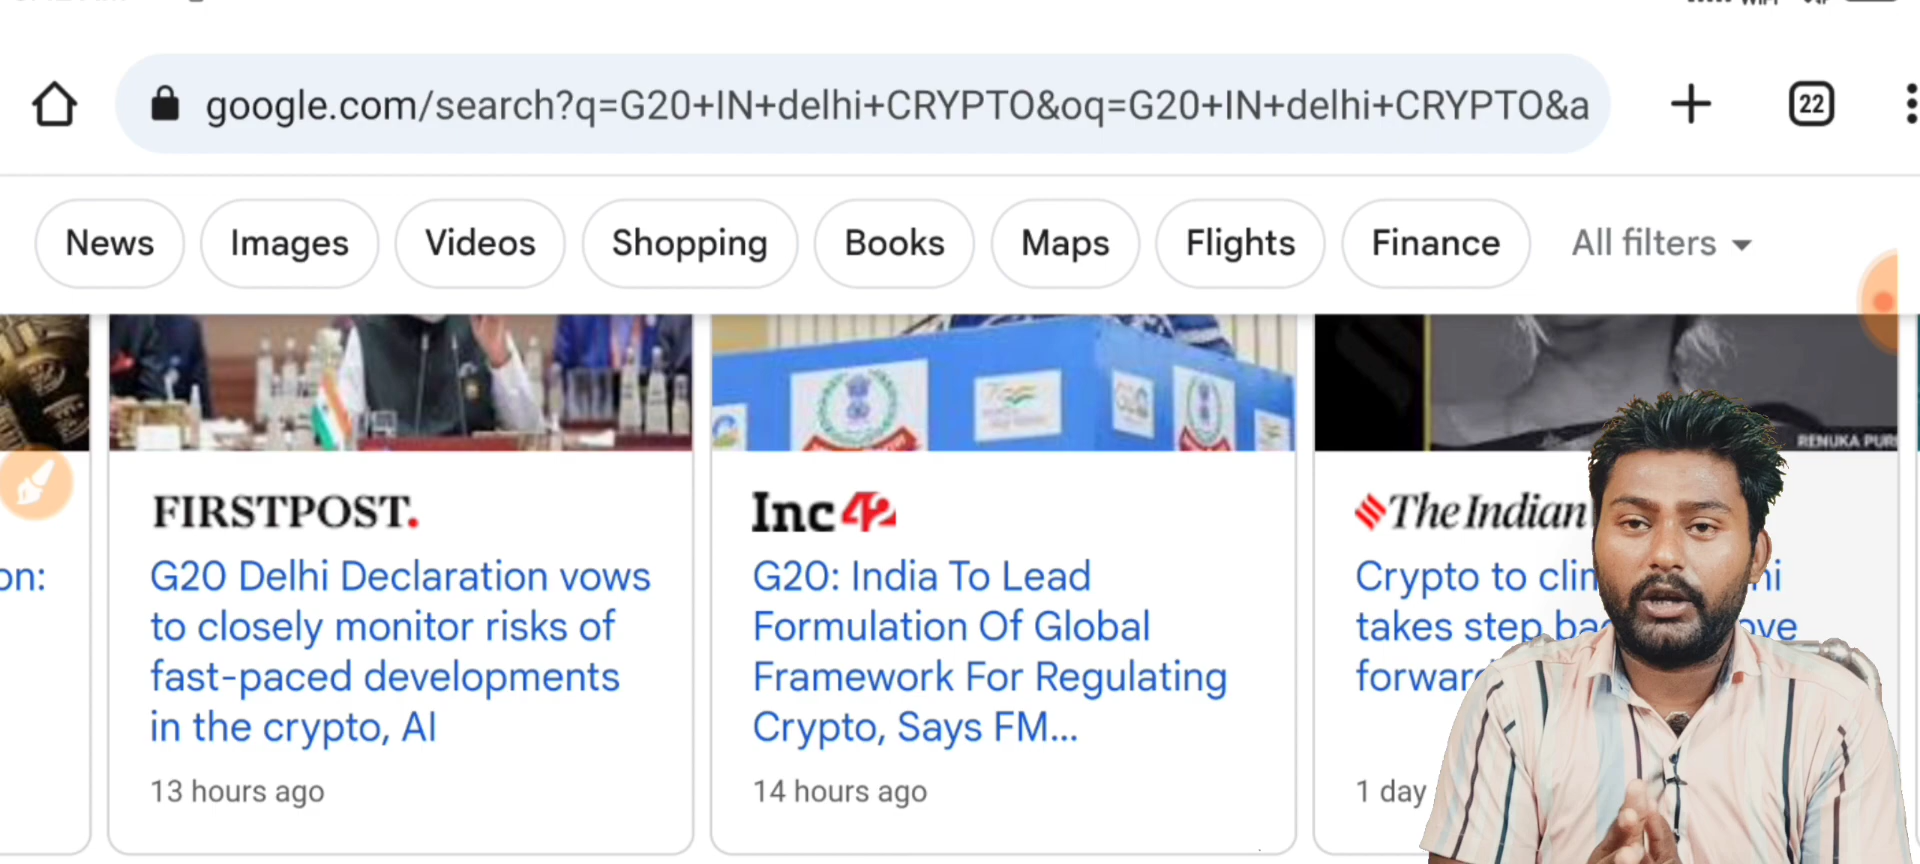 google.com/search?q=G20+IN+delhi+CRYPTO&oq=G20+IN+delhi+CRYPTO&a
22
News Images Videos Shopping Books Maps Flights Finance All filters
RENUKA PURI
on:
FIRSTPOST.
G20 Delhi Declaration vows
to closely monitor risks of
fast-paced developments
in the crypto, AI
13 hours ago
Inc42
G20: India To Lead
Formulation Of Global
Framework For Regulating
Crypto, Says FM...
14 hours ago
The Indian
Crypto to
takes step
1 day